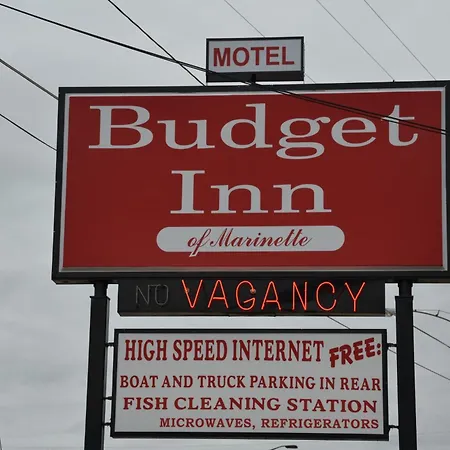 MOTEL
Budget
Inn
of Marinette
NO VACANCY
HIGH SPEED INTERNET FREE:
BOAT AND TRUCK PARKING IN REAR
FISH CLEANING STATION
MICROWAVES, REFRIGERATORS